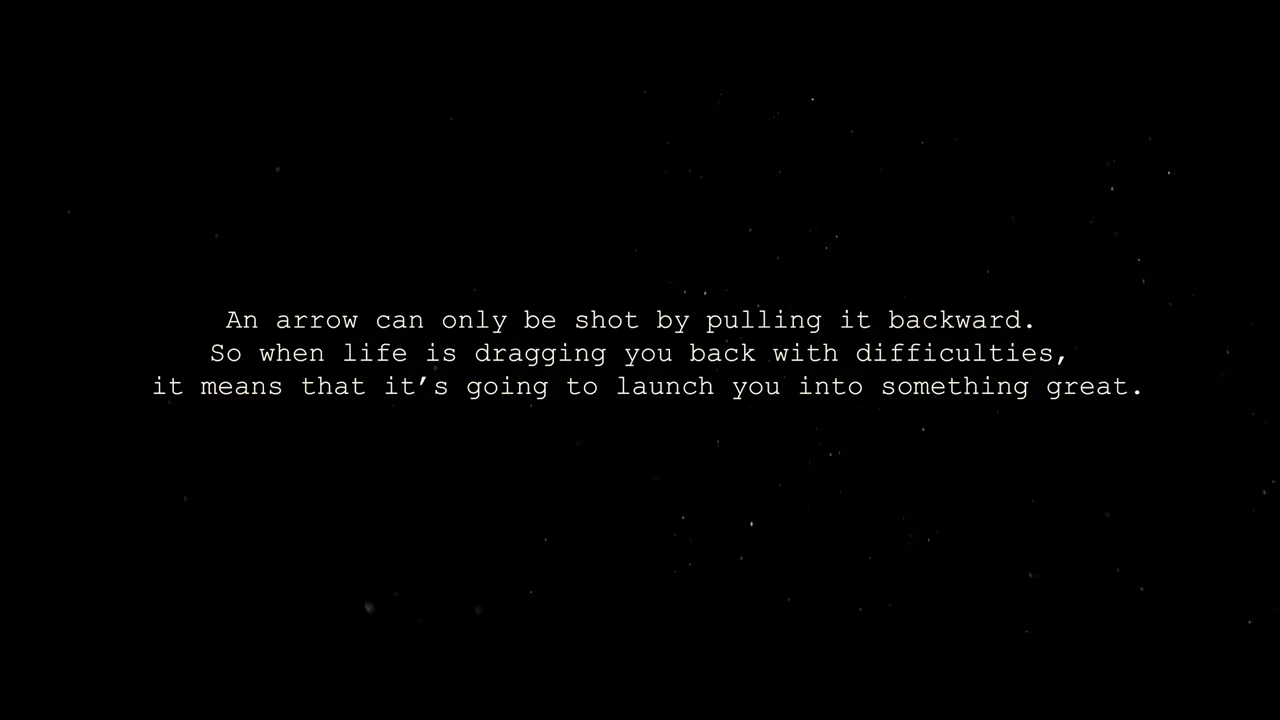 An arrow can only be shot by pulling it backward.
So when life is dragging you back with difficulties,
it means that it’s going to launch you into something great.